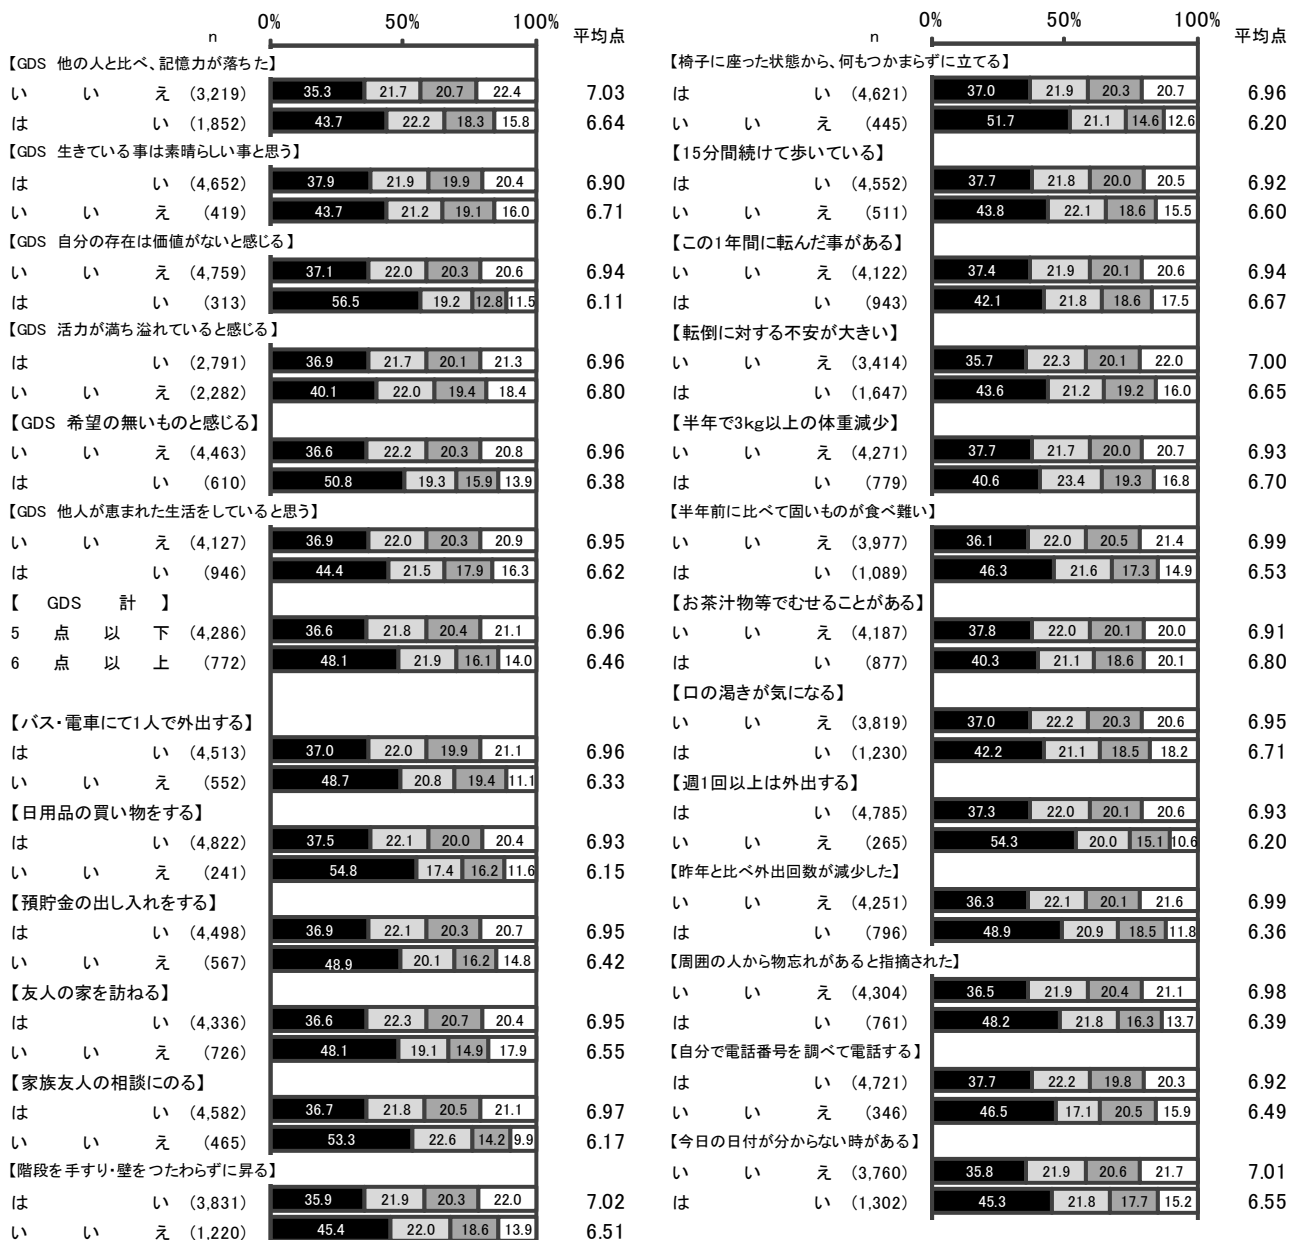 0% 50% 100%
n 平均点
【GDS 他の人と比べ、記憶力が落ちた】
いいえ (3,219) 35.3 21.7 20.7 22.4 7.03
はい (1,852) 43.7 22.2 18.3 15.8 6.64
【GDS 生きている事は素晴らしい事と思う】
はい (4,652) 37.9 21.9 19.9 20.4 6.90
いいえ (419) 43.7 21.2 19.1 16.0 6.71
【GDS 自分の存在は価値がないと感じる】
いいえ (4,759) 37.1 22.0 20.3 20.6 6.94
はい (313) 56.5 19.2 12.8 11.5 6.11
【GDS 活力が満ち溢れていると感じる】
はい (2,791) 36.9 21.7 20.1 21.3 6.96
いいえ (2,282) 40.1 22.0 19.4 18.4 6.80
【GDS 希望の無いものと感じる】
いいえ (4,463) 36.6 22.2 20.3 20.8 6.96
はい (610) 50.8 19.3 15.9 13.9 6.38
【GDS 他人が恵まれた生活をしていると思う】
いいえ (4,127) 36.9 22.0 20.3 20.9 6.95
はい (946) 44.4 21.5 17.9 16.3 6.62
【 GDS 計 】
5点以下 (4,286) 36.6 21.8 20.4 21.1 6.96
6点以上 (772) 48.1 21.9 16.1 14.0 6.46
【バス・電車にて1人で外出する】
はい (4,513) 37.0 22.0 19.9 21.1 6.96
いいえ (552) 48.7 20.8 19.4 11.1 6.33
【日用品の買い物をする】
はい (4,822) 37.5 22.1 20.0 20.4 6.93
いいえ (241) 54.8 17.4 16.2 11.6 6.15
【預貯金の出し入れをする】
はい (4,498) 36.9 22.1 20.3 20.7 6.95
いいえ (567) 48.9 20.1 16.2 14.8 6.42
【友人の家を訪ねる】
はい (4,336) 36.6 22.3 20.7 20.4 6.95
いいえ (726) 48.1 19.1 14.9 17.9 6.55
【家族友人の相談にのる】
はい (4,582) 36.7 21.8 20.5 21.1 6.97
いいえ (465) 53.3 22.6 14.2 9.9 6.17
【階段を手すり・壁をつたわらずに昇る】
はい (3,831) 35.9 21.9 20.3 22.0 7.02
いいえ (1,220) 45.4 22.0 18.6 13.9 6.51
0% 50% 100%
n 平均点
【椅子に座った状態から、何もつかまらずに立てる】
はい (4,621) 37.0 21.9 20.3 20.7 6.96
いいえ (445) 51.7 21.1 14.6 12.6 6.20
【15分間続けて歩いている】
はい (4,552) 37.7 21.8 20.0 20.5 6.92
いいえ (511) 43.8 22.1 18.6 15.5 6.60
【この1年間に転んだ事がある】
いいえ (4,122) 37.4 21.9 20.1 20.6 6.94
はい (943) 42.1 21.8 18.6 17.5 6.67
【転倒に対する不安が大きい】
いいえ (3,414) 35.7 22.3 20.1 22.0 7.00
はい (1,647) 43.6 21.2 19.2 16.0 6.65
【半年で3kg以上の体重減少】
いいえ (4,271) 37.7 21.7 20.0 20.7 6.93
はい (779) 40.6 23.4 19.3 16.8 6.70
【半年前に比べて固いものが食べ難い】
いいえ (3,977) 36.1 22.0 20.5 21.4 6.99
はい (1,089) 46.3 21.6 17.3 14.9 6.53
【お茶汁物等でむせることがある】
いいえ (4,187) 37.8 22.0 20.1 20.0 6.91
はい (877) 40.3 21.1 18.6 20.1 6.80
【口の渇きが気になる】
いいえ (3,819) 37.0 22.2 20.3 20.6 6.95
はい (1,230) 42.2 21.1 18.5 18.2 6.71
【週1回以上は外出する】
はい (4,785) 37.3 22.0 20.1 20.6 6.93
いいえ (265) 54.3 20.0 15.1 10.6 6.20
【昨年と比べ外出回数が減少した】
いいえ (4,251) 36.3 22.1 20.1 21.6 6.99
はい (796) 48.9 20.9 18.5 11.8 6.36
【周囲の人から物忘れがあると指摘された】
いいえ (4,304) 36.5 21.9 20.4 21.1 6.98
はい (761) 48.2 21.8 16.3 13.7 6.39
【自分で電話番号を調べて電話する】
はい (4,721) 37.7 22.2 19.8 20.3 6.92
いいえ (346) 46.5 17.1 20.5 15.9 6.49
【今日の日付が分からない時がある】
いいえ (3,760) 35.8 21.9 20.6 21.7 7.01
はい (1,302) 45.3 21.8 17.7 15.2 6.55